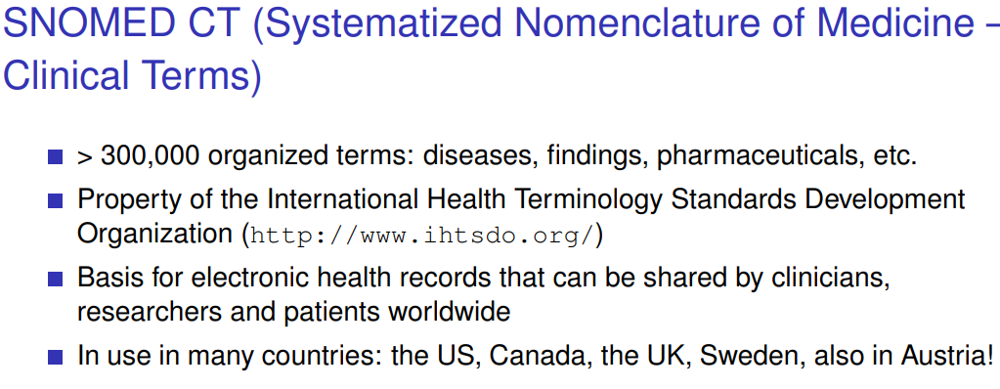 SNOMED CT (Systematized Nomenclature of Medicine –
Clinical Terms)
> 300,000 organized terms: diseases, findings, pharmaceuticals, etc.
Property of the International Health Terminology Standards Development
Organization (http://www.ihtsdo.org/)
Basis for electronic health records that can be shared by clinicians,
researchers and patients worldwide
In use in many countries: the US, Canada, the UK, Sweden, also in Austria!